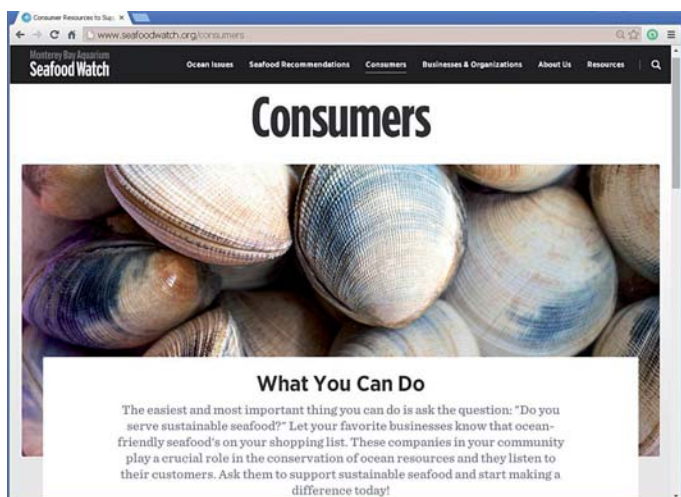 Consumer Resources to Sup
www.seafoodwatch.org/consumers
Monterey Bay Aquarium
Seafood Watch
Ocean Issues Seafood Recommendations Consumers Businesses & Organizations About Us Resources
Consumers
What You Can Do
The easiest and most important thing you can do is ask the question: "Do you
serve sustainable seafood?" Let your favorite businesses know that ocean-
friendly seafood's on your shopping list. These companies in your community
play a crucial role in the conservation of ocean resources and they listen to
their customers. Ask them to support sustainable seafood and start making a
difference today!